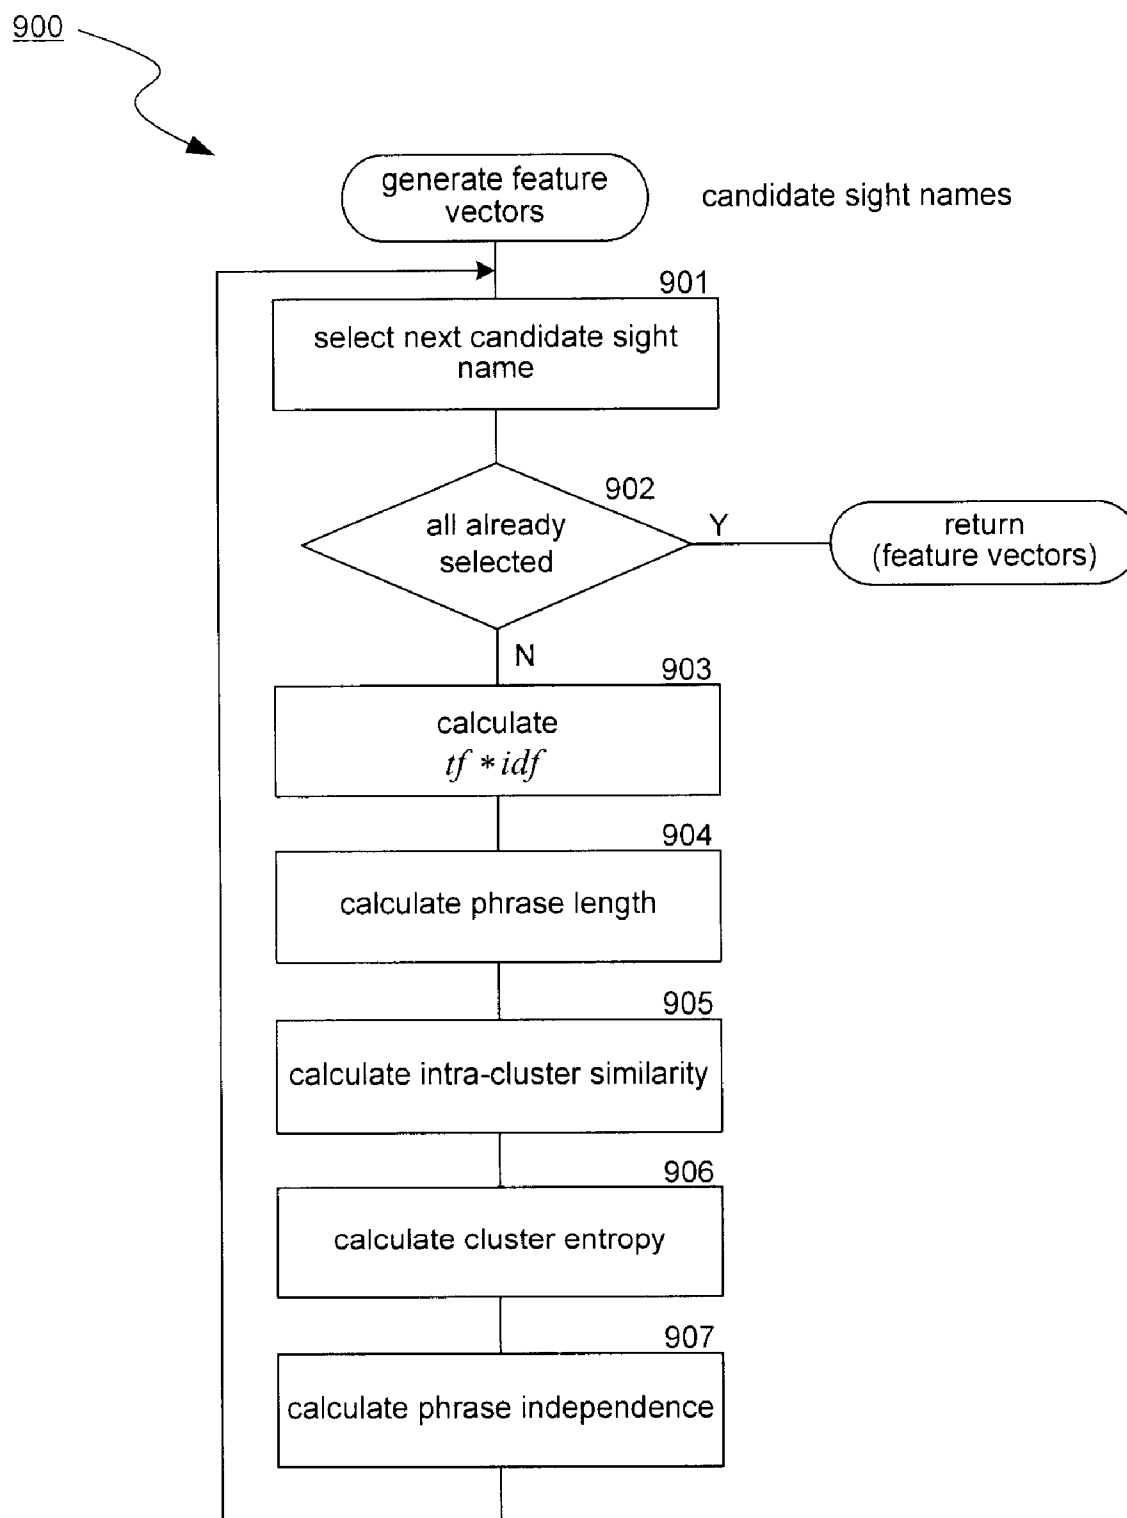 900
generate feature
vectors
candidate sight names
901
select next candidate sight
name
902
all already
selected
Y
return
(feature vectors)
N
903
calculate
tf * idf
904
calculate phrase length
905
calculate intra-cluster similarity
906
calculate cluster entropy
907
calculate phrase independence